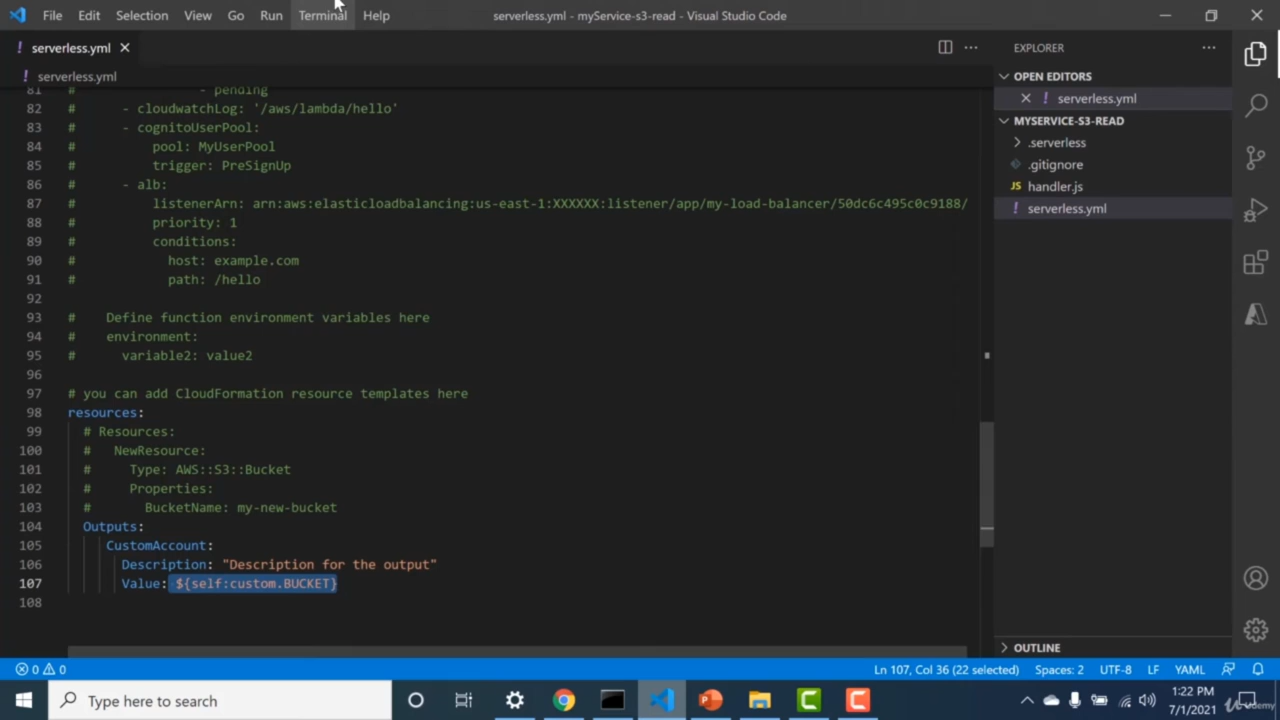 File Edit Selection View Go Run Terminal Help
serverless.yml - myService-s3-read - Visual Studio Code
! serverless.yml
! serverless.yml
81 # - pending
82 # - cloudwatchLog: '/aws/lambda/hello'
83 # - cognitoUserPool:
84 # pool: MyUserPool
85 # trigger: PreSignUp
86 # - alb:
87 # listenerArn: arn:aws:elasticloadbalancing:us-east-1:XXXXXX:listener/app/my-load-balancer/50dc6c495c0c9188/
88 # priority: 1
89 # conditions:
90 # host: example.com
91 # path: /hello
92
93 # Define function environment variables here
94 # environment:
95 # variable2: value2
96
97 # you can add CloudFormation resource templates here
98 resources:
99 # Resources:
100 # NewResource:
101 # Type: AWS::S3::Bucket
102 # Properties:
103 # BucketName: my-new-bucket
104 Outputs:
105 CustomAccount:
106 Description: "Description for the output"
107 Value: ${self:custom.BUCKET}
108
EXPLORER
OPEN EDITORS
! serverless.yml
MYSERVICE-S3-READ
.serverless
.gitignore
JS handler.js
! serverless.yml
OUTLINE
0 0
Ln 107, Col 36 (22 selected) Spaces: 2 UTF-8 LF YAML
Type here to search
1:22 PM
7/1/2021
Udemy